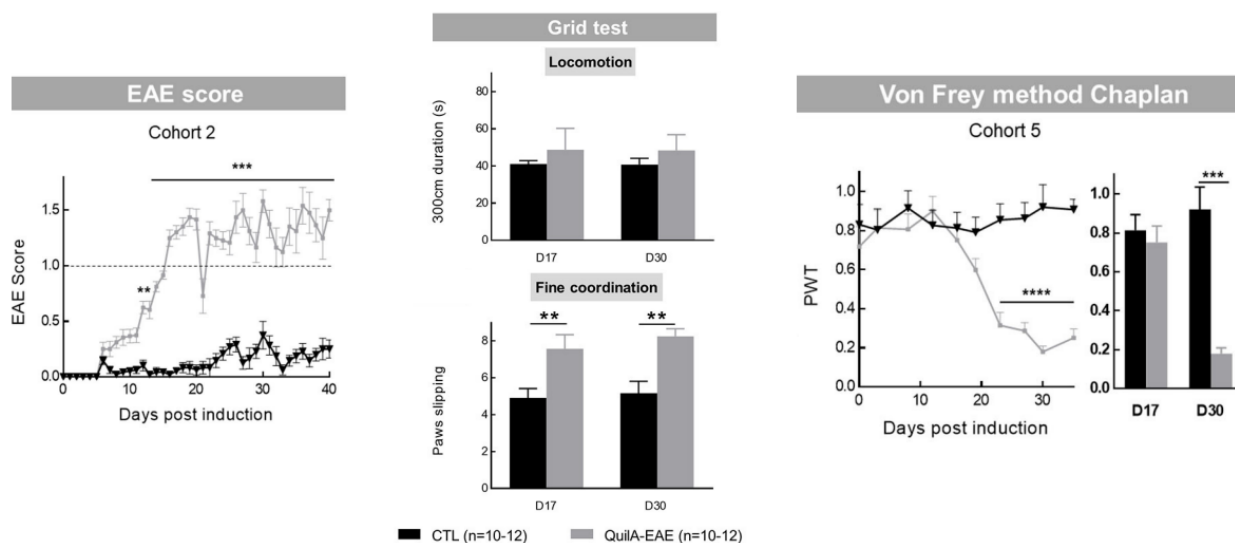 EAE score
Cohort 2
***
**
EAE Score
1.5
1.0
0.5
0.0
0 10 20 30 40
Days post induction
Grid test
Locomotion
300cm duration (s)
80
60
40
20
0
D17 D30
Fine coordination
** **
Paws slipping
8
6
4
2
0
D17 D30
CTL (n=10-12) QuilA-EAE (n=10-12)
Von Frey method Chaplan
Cohort 5
PWT
1.0
0.8
0.6
0.4
0.2
0.0
****
0 10 20 30
Days post induction
***
1.0
0.8
0.6
0.4
0.2
0.0
D17 D30